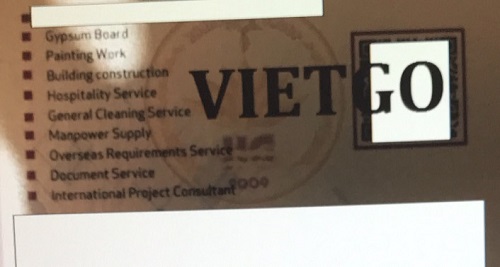 Gypsum Board
Painting Work
Building construction
Hospitality Service
General Cleaning Service
Manpower Supply
Overseas Requirements Service
Document Service
International Project Consultant
VIETGO